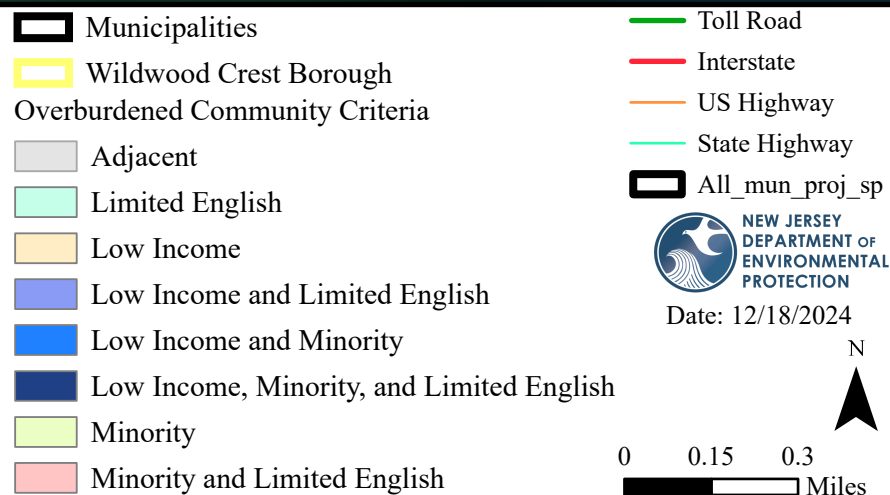 Municipalities
Wildwood Crest Borough
Overburdened Community Criteria
Adjacent
Limited English
Low Income
Low Income and Limited English
Low Income and Minority
Low Income, Minority, and Limited English
Minority
Minority and Limited English
Toll Road
Interstate
US Highway
State Highway
All_mun_proj_sp
NEW JERSEY
DEPARTMENT OF
ENVIRONMENTAL
PROTECTION
Date: 12/18/2024
N
0 0.15 0.3
Miles